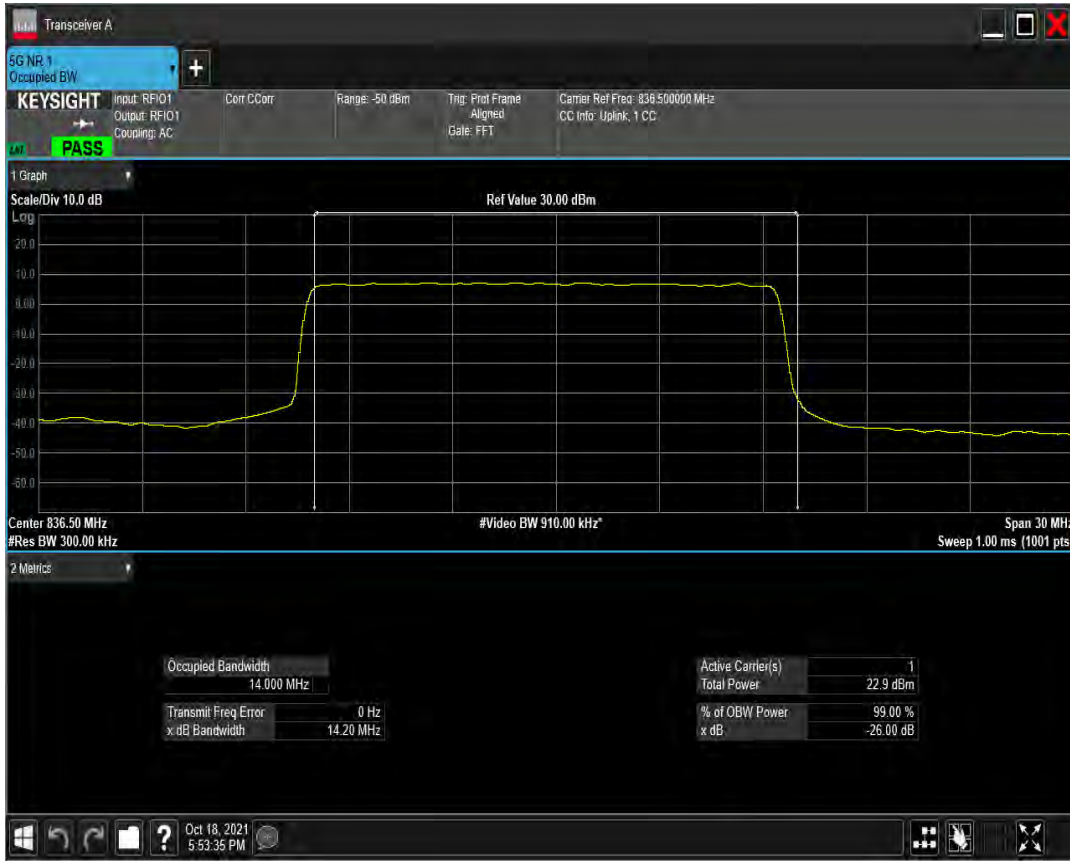 Transceiver A
5G NR 1
Occupied BW
+
KEYSIGHT
Input: RFIO1
Output: RFIO1
Coupling: AC
Corr CCorr
Range: -50 dBm
Trig: Prot Frame
Aligned
Gate: FFT
Carrier Ref Freq: 836.500000 MHz
CC Info: Uplink, 1 CC
PASS
1 Graph
Scale/Div 10.0 dB
Ref Value 30.00 dBm
Log
20.0
10.0
0.00
-10.0
-20.0
-30.0
-40.0
-50.0
-60.0
Center 836.50 MHz
#Video BW 910.00 kHz*
Span 30 MHz
#Res BW 300.00 kHz
Sweep 1.00 ms (1001 pts
2 Metrics
Occupied Bandwidth
14.000 MHz
Transmit Freq Error 0 Hz
x dB Bandwidth 14.20 MHz
Active Carrier(s) 1
Total Power 22.9 dBm
% of OBW Power 99.00 %
x dB -26.00 dB
?
Oct 18, 2021
5:53:35 PM